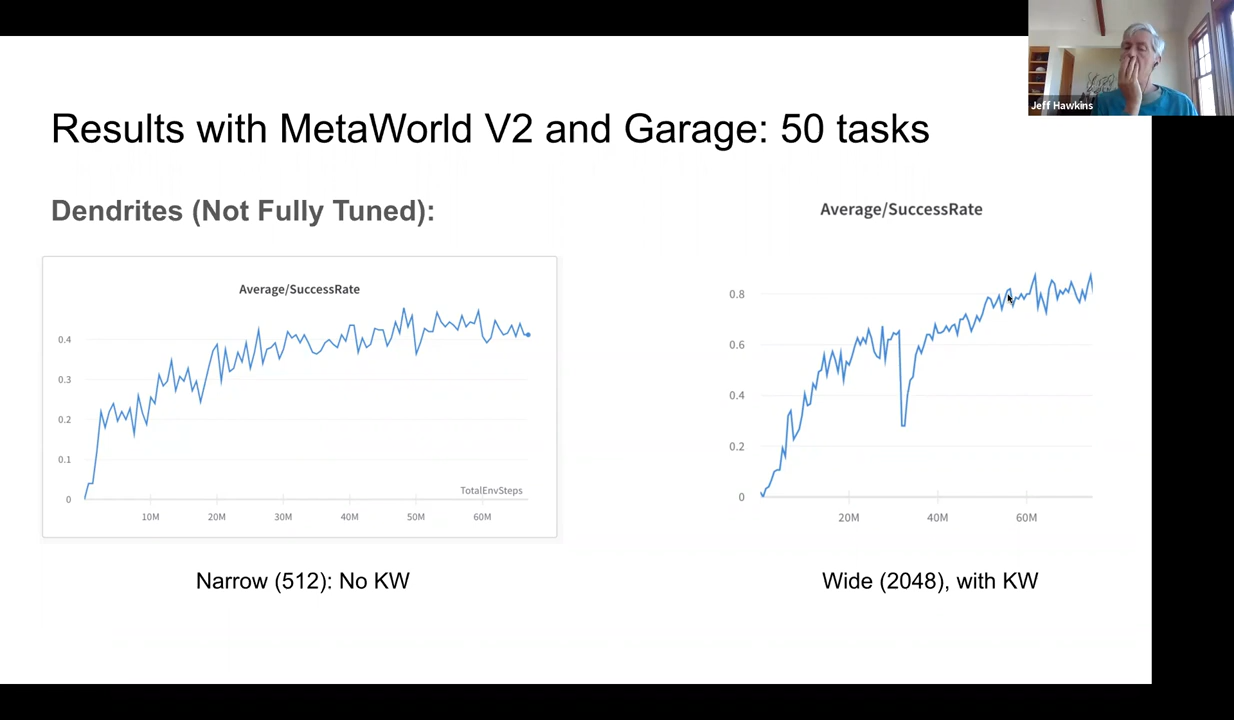 Jeff Hawkins
Results with MetaWorld V2 and Garage: 50 tasks
Dendrites (Not Fully Tuned):
Average/SuccessRate
0.4
0.3
0.2
0.1
0
TotalEnvSteps
10M 20M 30M 40M 50M 60M
Narrow (512): No KW
Average/SuccessRate
0.8
0.6
0.4
0.2
0
20M 40M 60M
Wide (2048), with KW